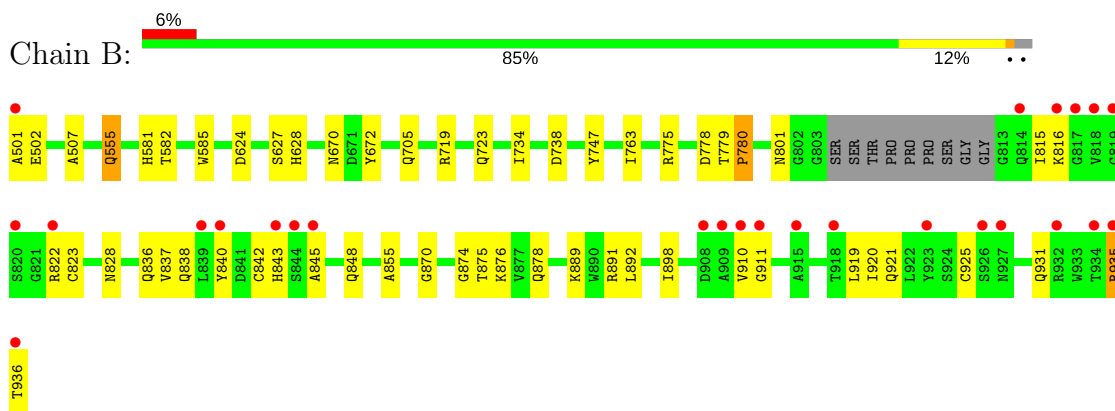 6%
Chain B:
85% 12% • •
A501 E502 A507 Q555 H581 T582 W585 D624 S627 H628 N670 D671 Y672 Q705 R719 Q723 I734 D738 Y747 I763 R775 D778 T779 P780 N801 G802 G803 SER SER THR PRO PRO PRO SER GLY GLY G813 Q814 I815 K816 G817 V818
S820 G821 R822 C823 N828 Q836 V837 Q838 L839 Y840 D841 C842 H843 S844 A845 Q848 A855 G870 G874 T875 K876 V877 Q878 K889 W890 R891 L892 I898 D908 A909 V910 G911 A915 T918 L919 I920 Q921 L922 Y923 S924 G925 S926 N927 Q931 R932 W933 T934
T936